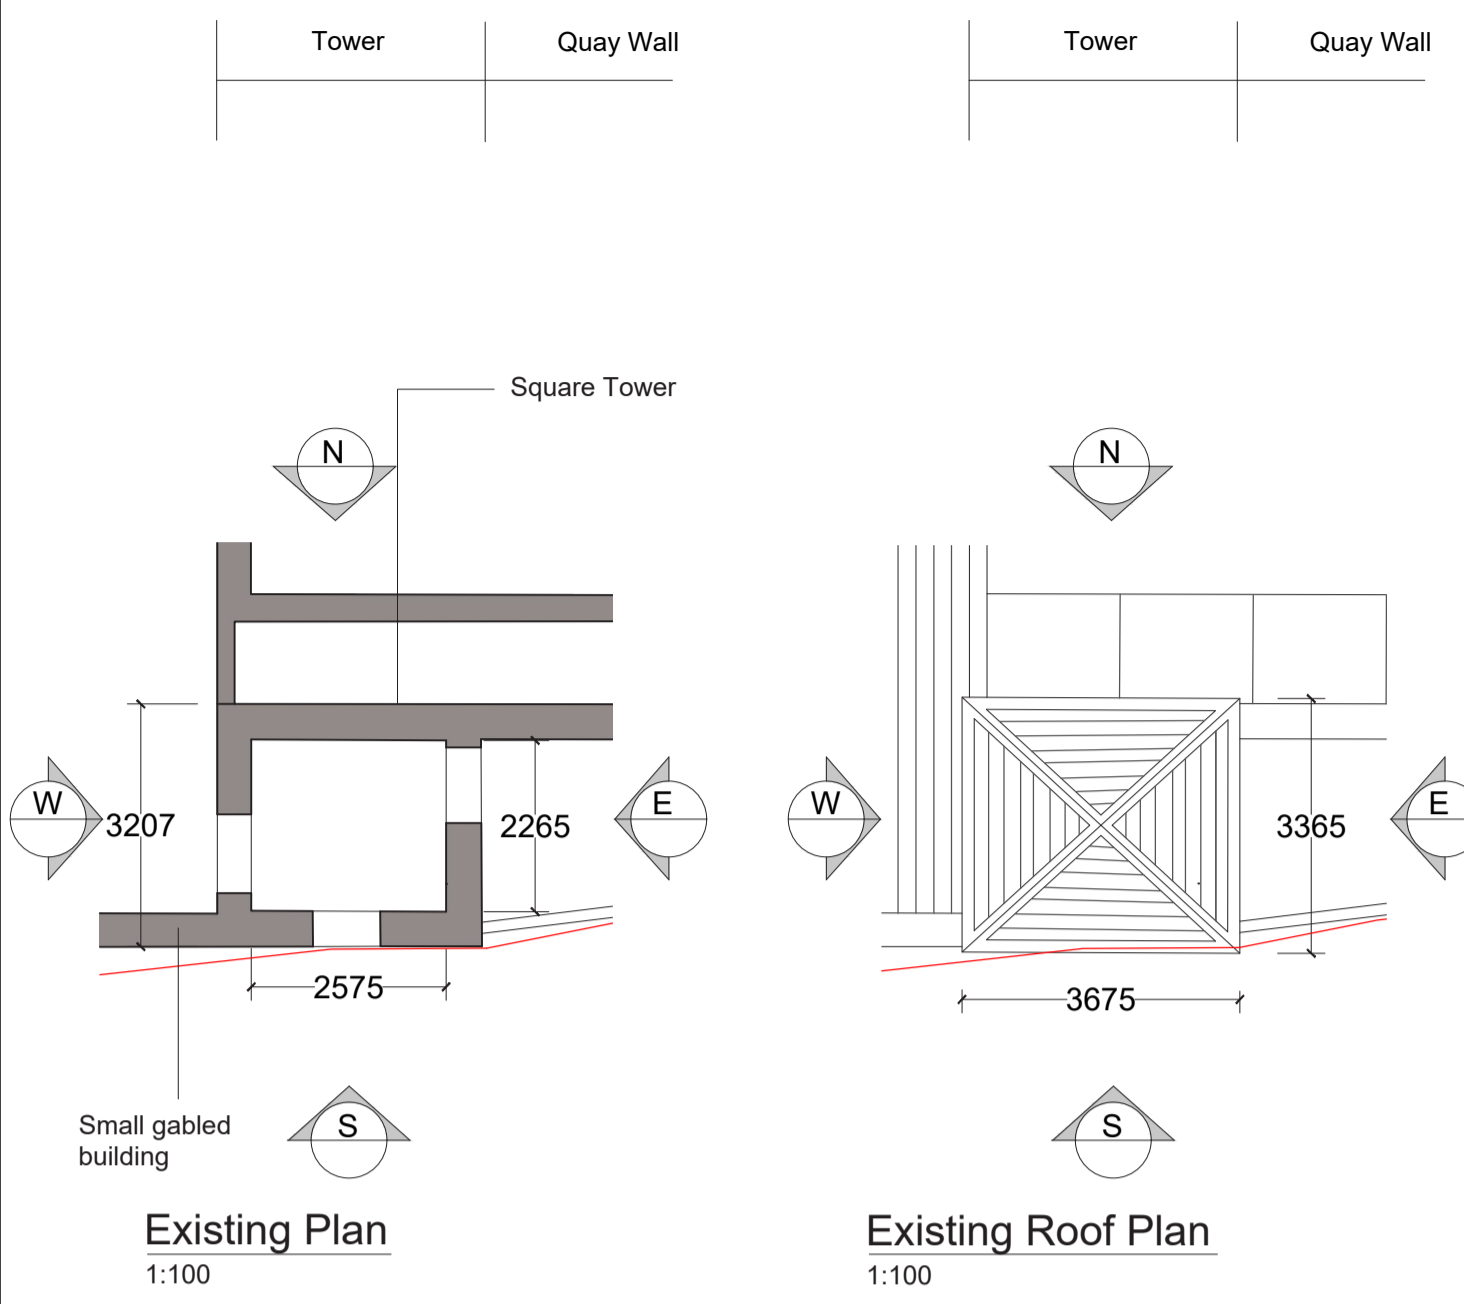 Tower
Quay Wall
Tower
Quay Wall
Square Tower
N
N
W
3207
2265
E
W
3365
E
2575
3675
Small gabled
building
S
S
Existing Plan
1:100
Existing Roof Plan
1:100